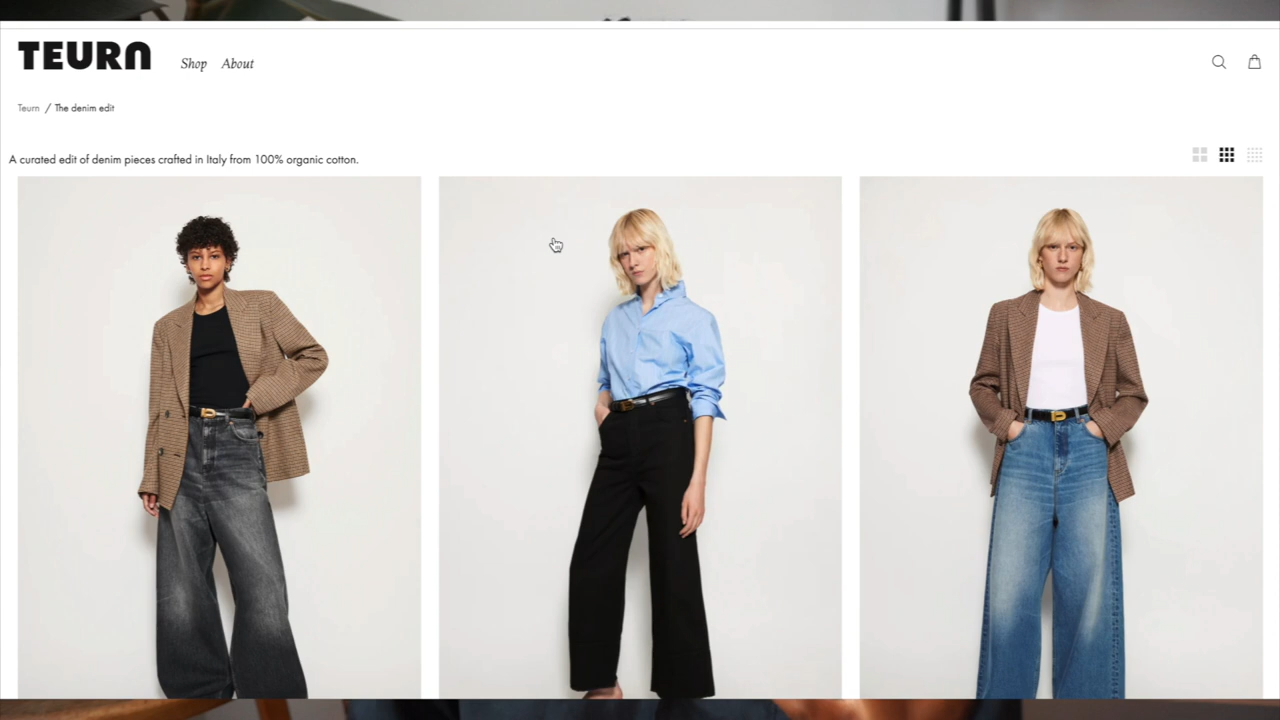 TEURN
Shop About
Teurn / The denim edit
A curated edit of denim pieces crafted in Italy from 100% organic cotton.